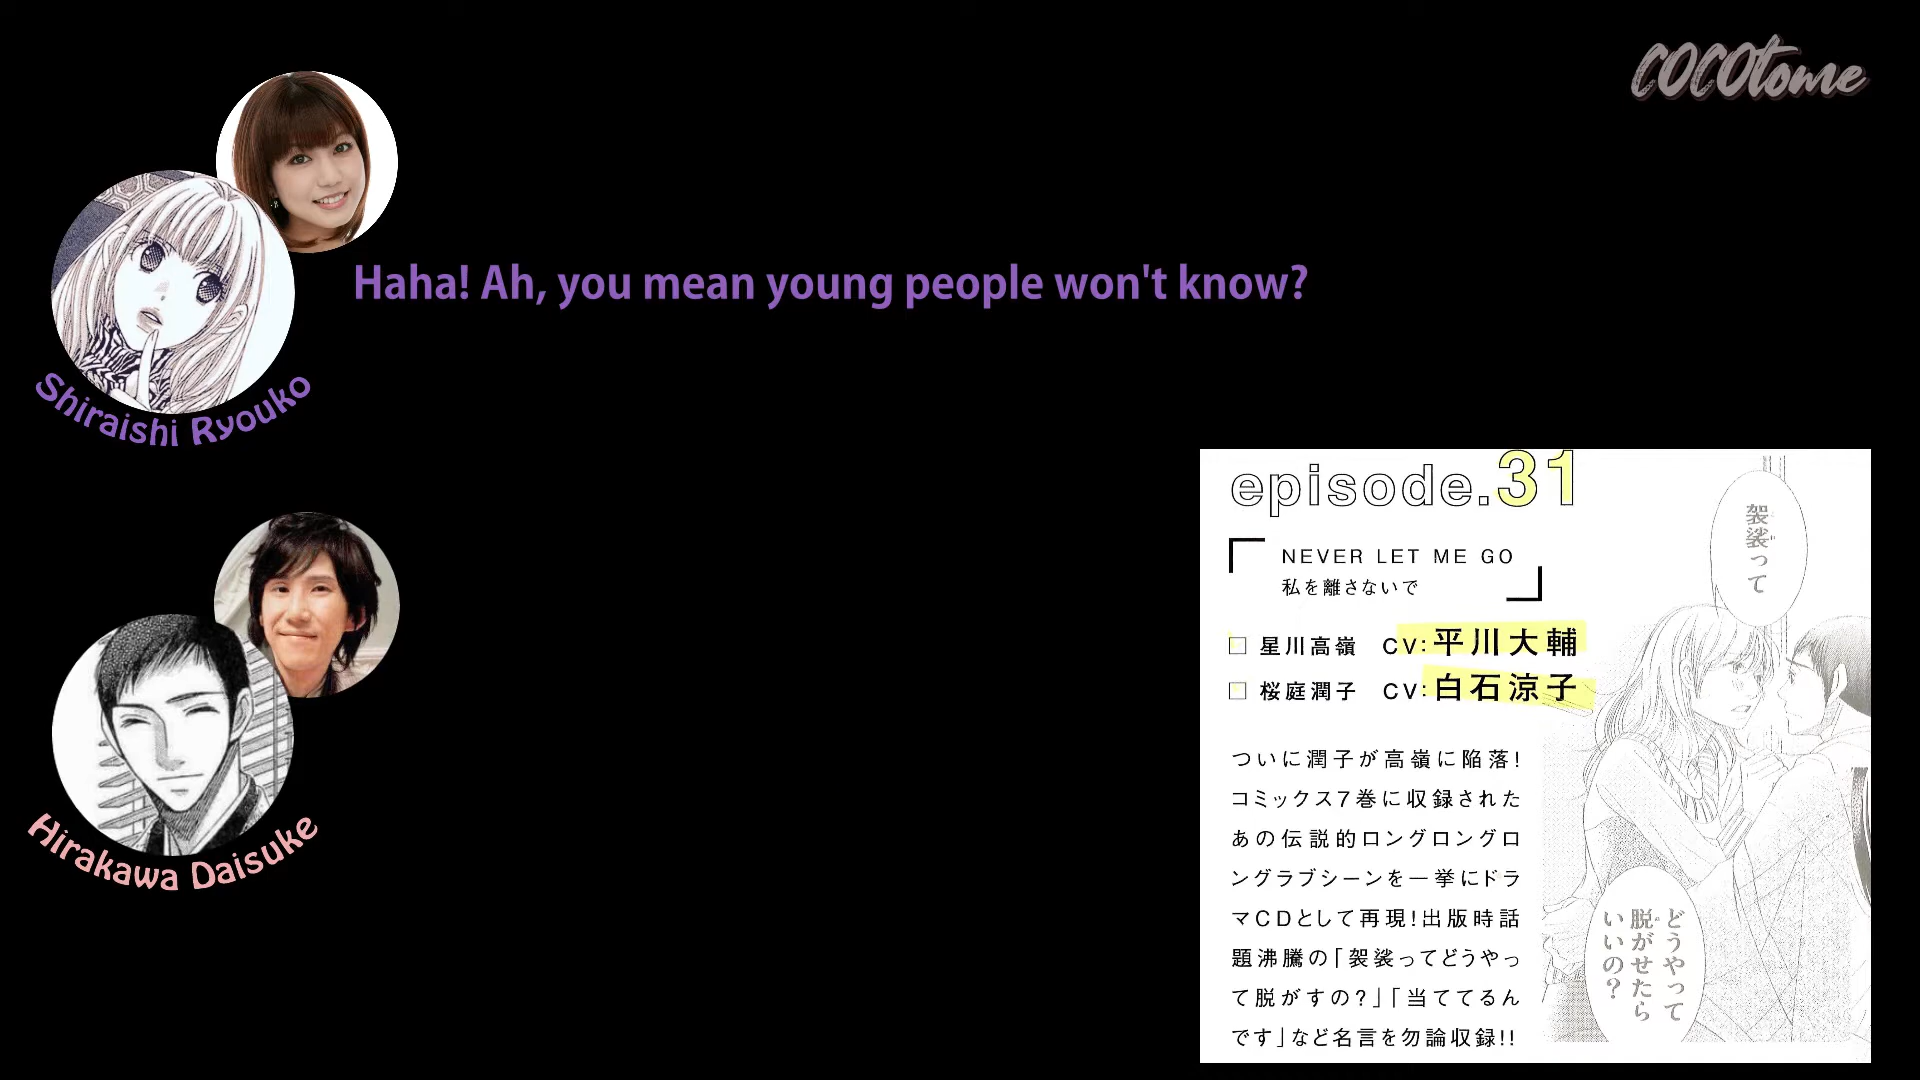 COCOtome
Haha! Ah, you mean young people won't know?
Shiraishi Ryouko
Hirakawa Daisuke
episode.31
「NEVER LET ME GO
私を離さないで」
□ 星川高嶺 CV:平川大輔
□ 桜庭潤子 CV:白石涼子
ついに潤子が高嶺に陥落!
コミックス7巻に収録された
あの伝説的ロングロングロ
ングラブシーンを一挙にドラ
マCDとして再現!出版時話
題沸騰の「袈裟ってどうやっ
て脱がすの?」「当ててるん
です」など名言を勿論収録!!
袈裟って
どうやって
脱がせたら
いいの?